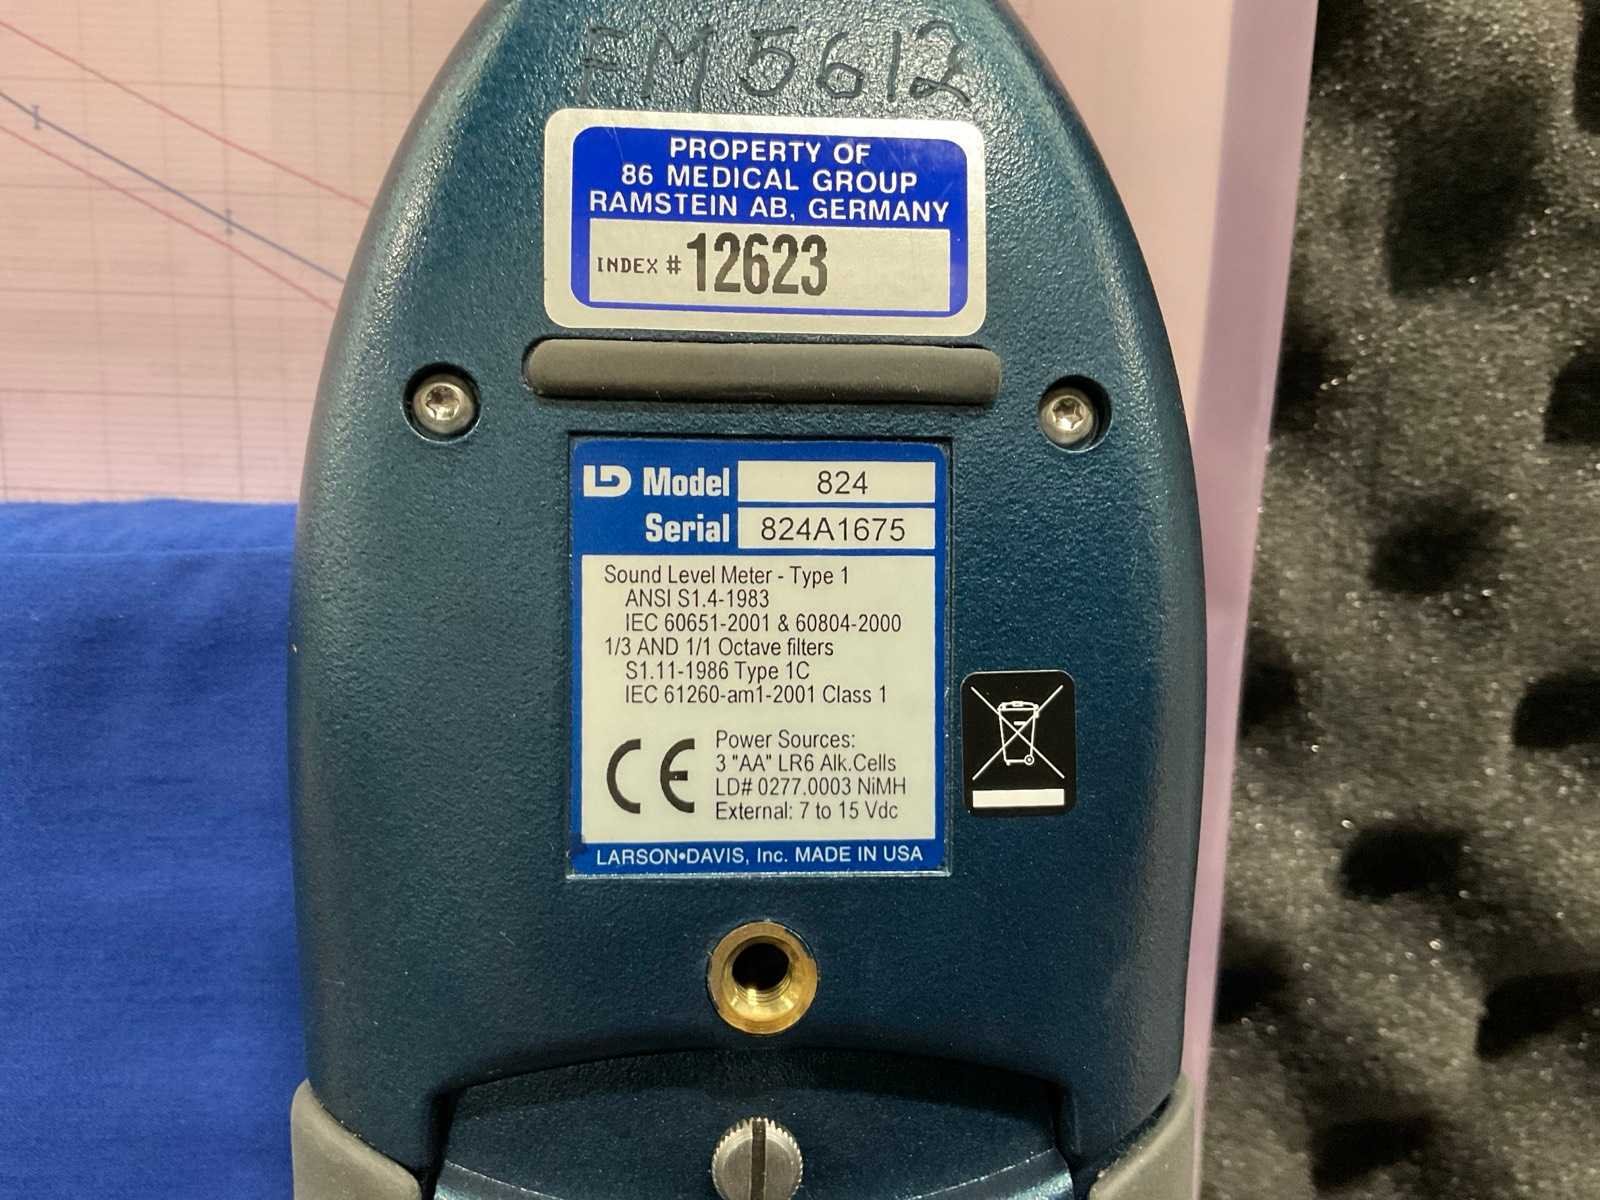 FM5612
PROPERTY OF
86 MEDICAL GROUP
RAMSTEIN AB, GERMANY
INDEX # 12623
LD Model 824
Serial 824A1675
Sound Level Meter - Type 1
ANSI S1.4-1983
IEC 60651-2001 & 60804-2000
1/3 AND 1/1 Octave filters
S1.11-1986 Type 1C
IEC 61260-am1-2001 Class 1
CE
Power Sources:
3 "AA" LR6 Alk.Cells
LD# 0277.0003 NiMH
External: 7 to 15 Vdc
LARSON•DAVIS, Inc. MADE IN USA